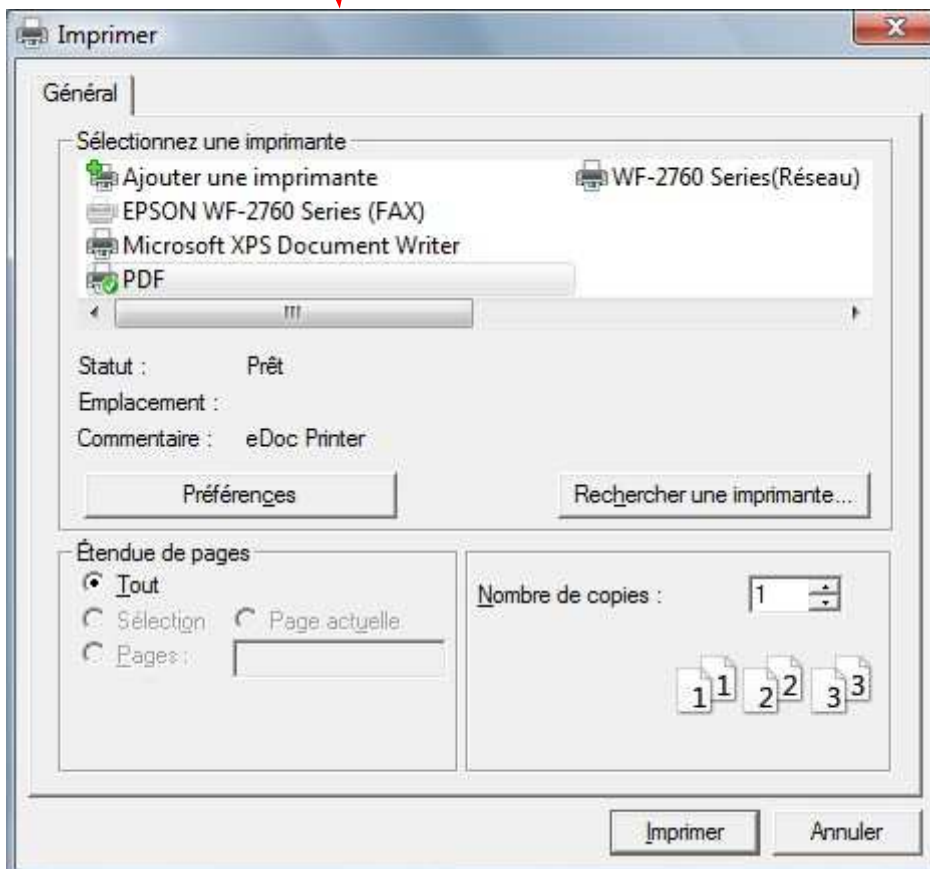 Imprimer
Général
Sélectionnez une imprimante
Ajouter une imprimante
WF-2760 Series(Réseau)
EPSON WF-2760 Series (FAX)
Microsoft XPS Document Writer
PDF
Statut : Prêt
Emplacement :
Commentaire : eDoc Printer
Préférences
Rechercher une imprimante...
Étendue de pages
Tout
Sélection Page actuelle
Pages :
Nombre de copies : 1
1 1 2 2 3 3
Imprimer Annuler